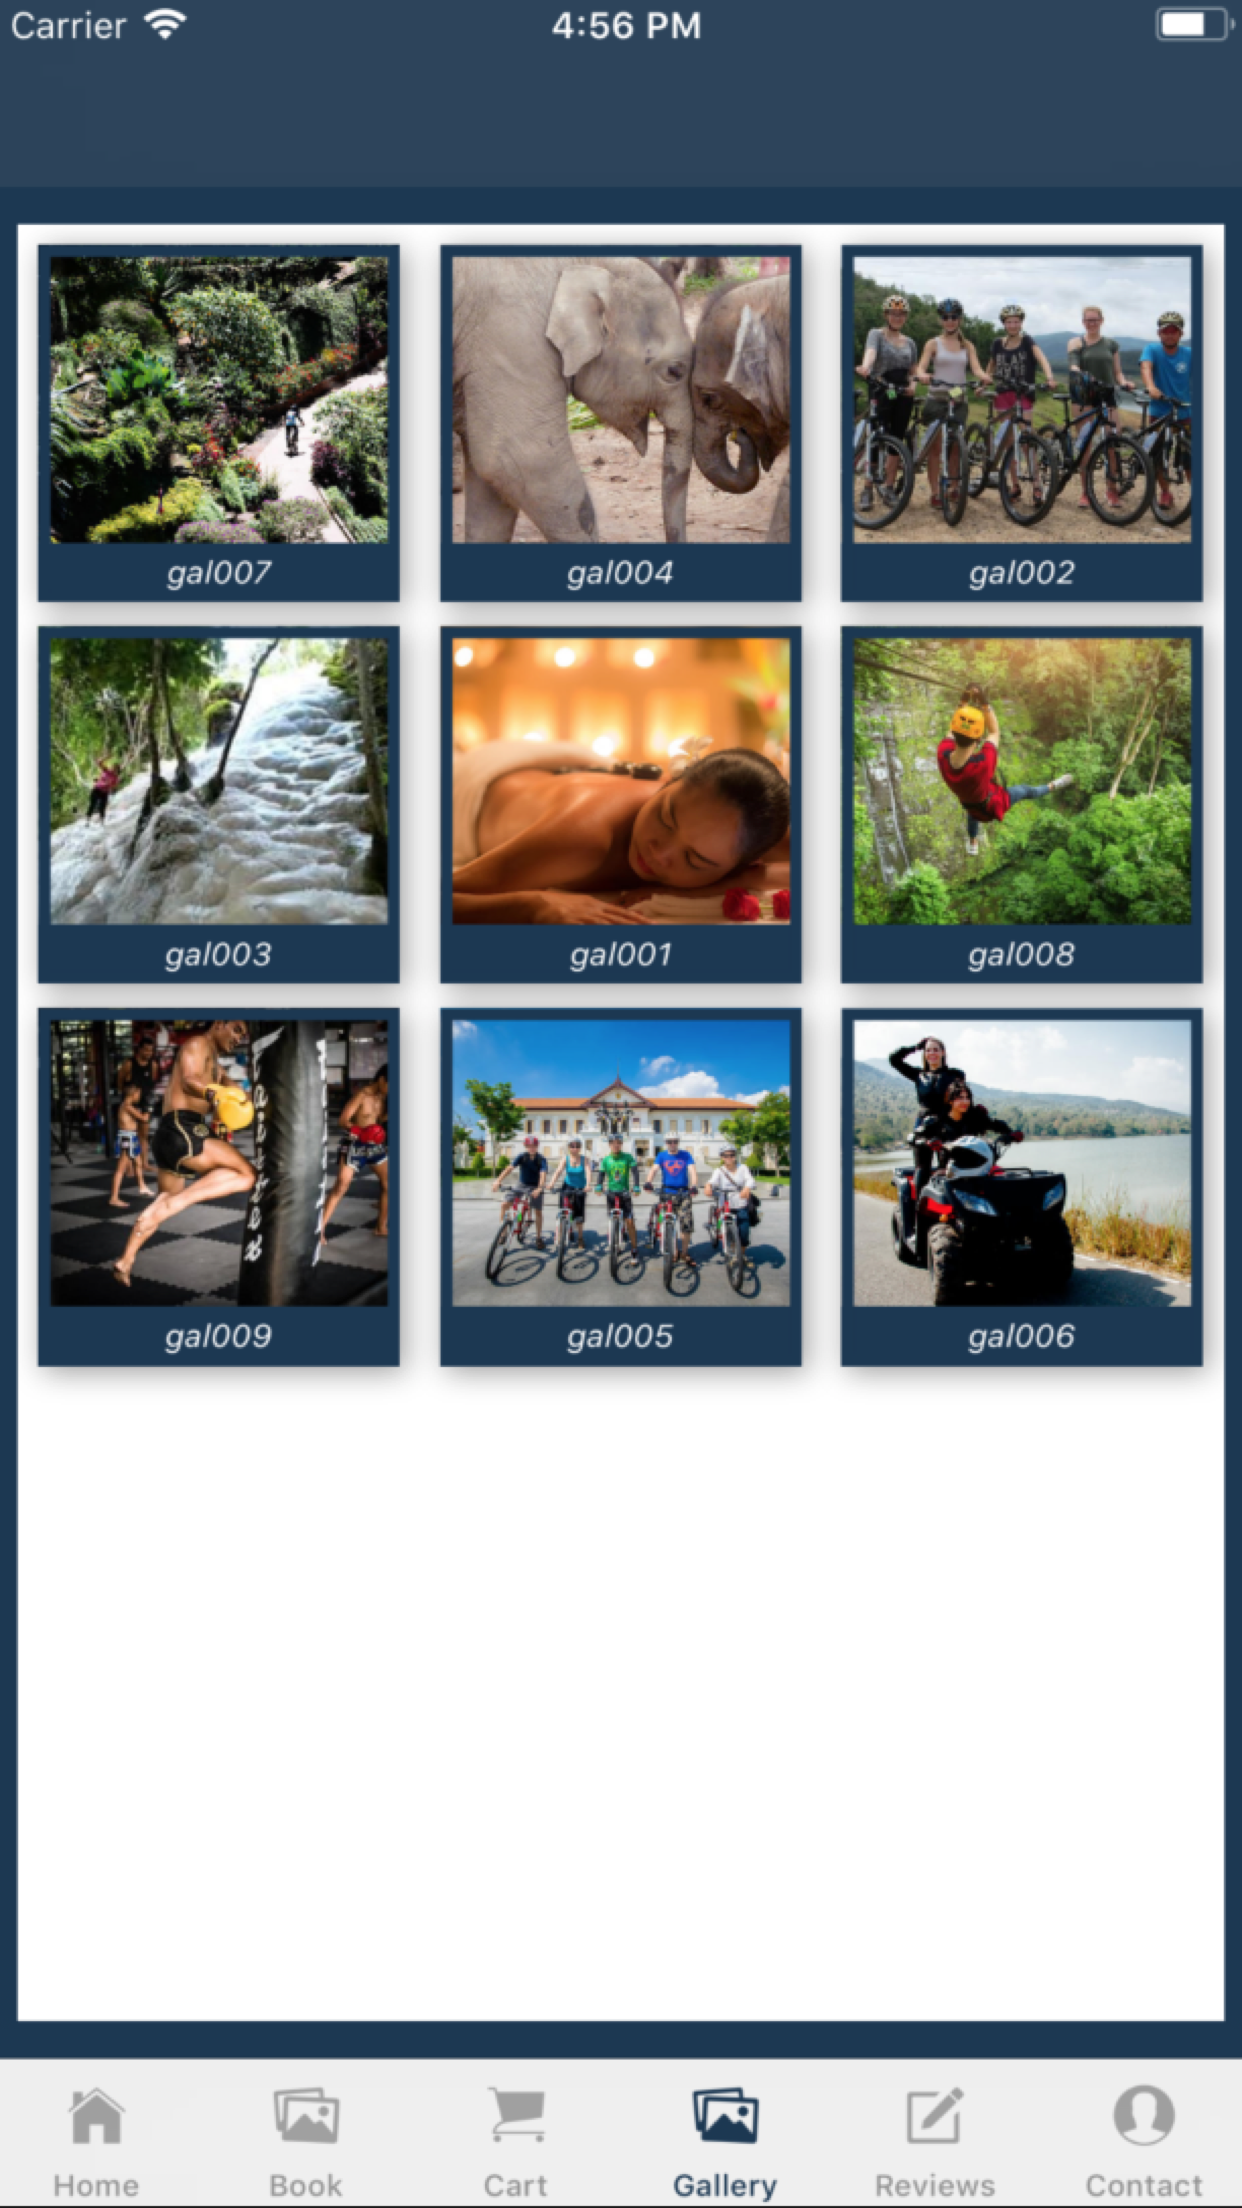 Carrier 4:56 PM
gal007 gal004 gal002
gal003 gal001 gal008
gal009 gal005 gal006
Home Book Cart Gallery Reviews Contact